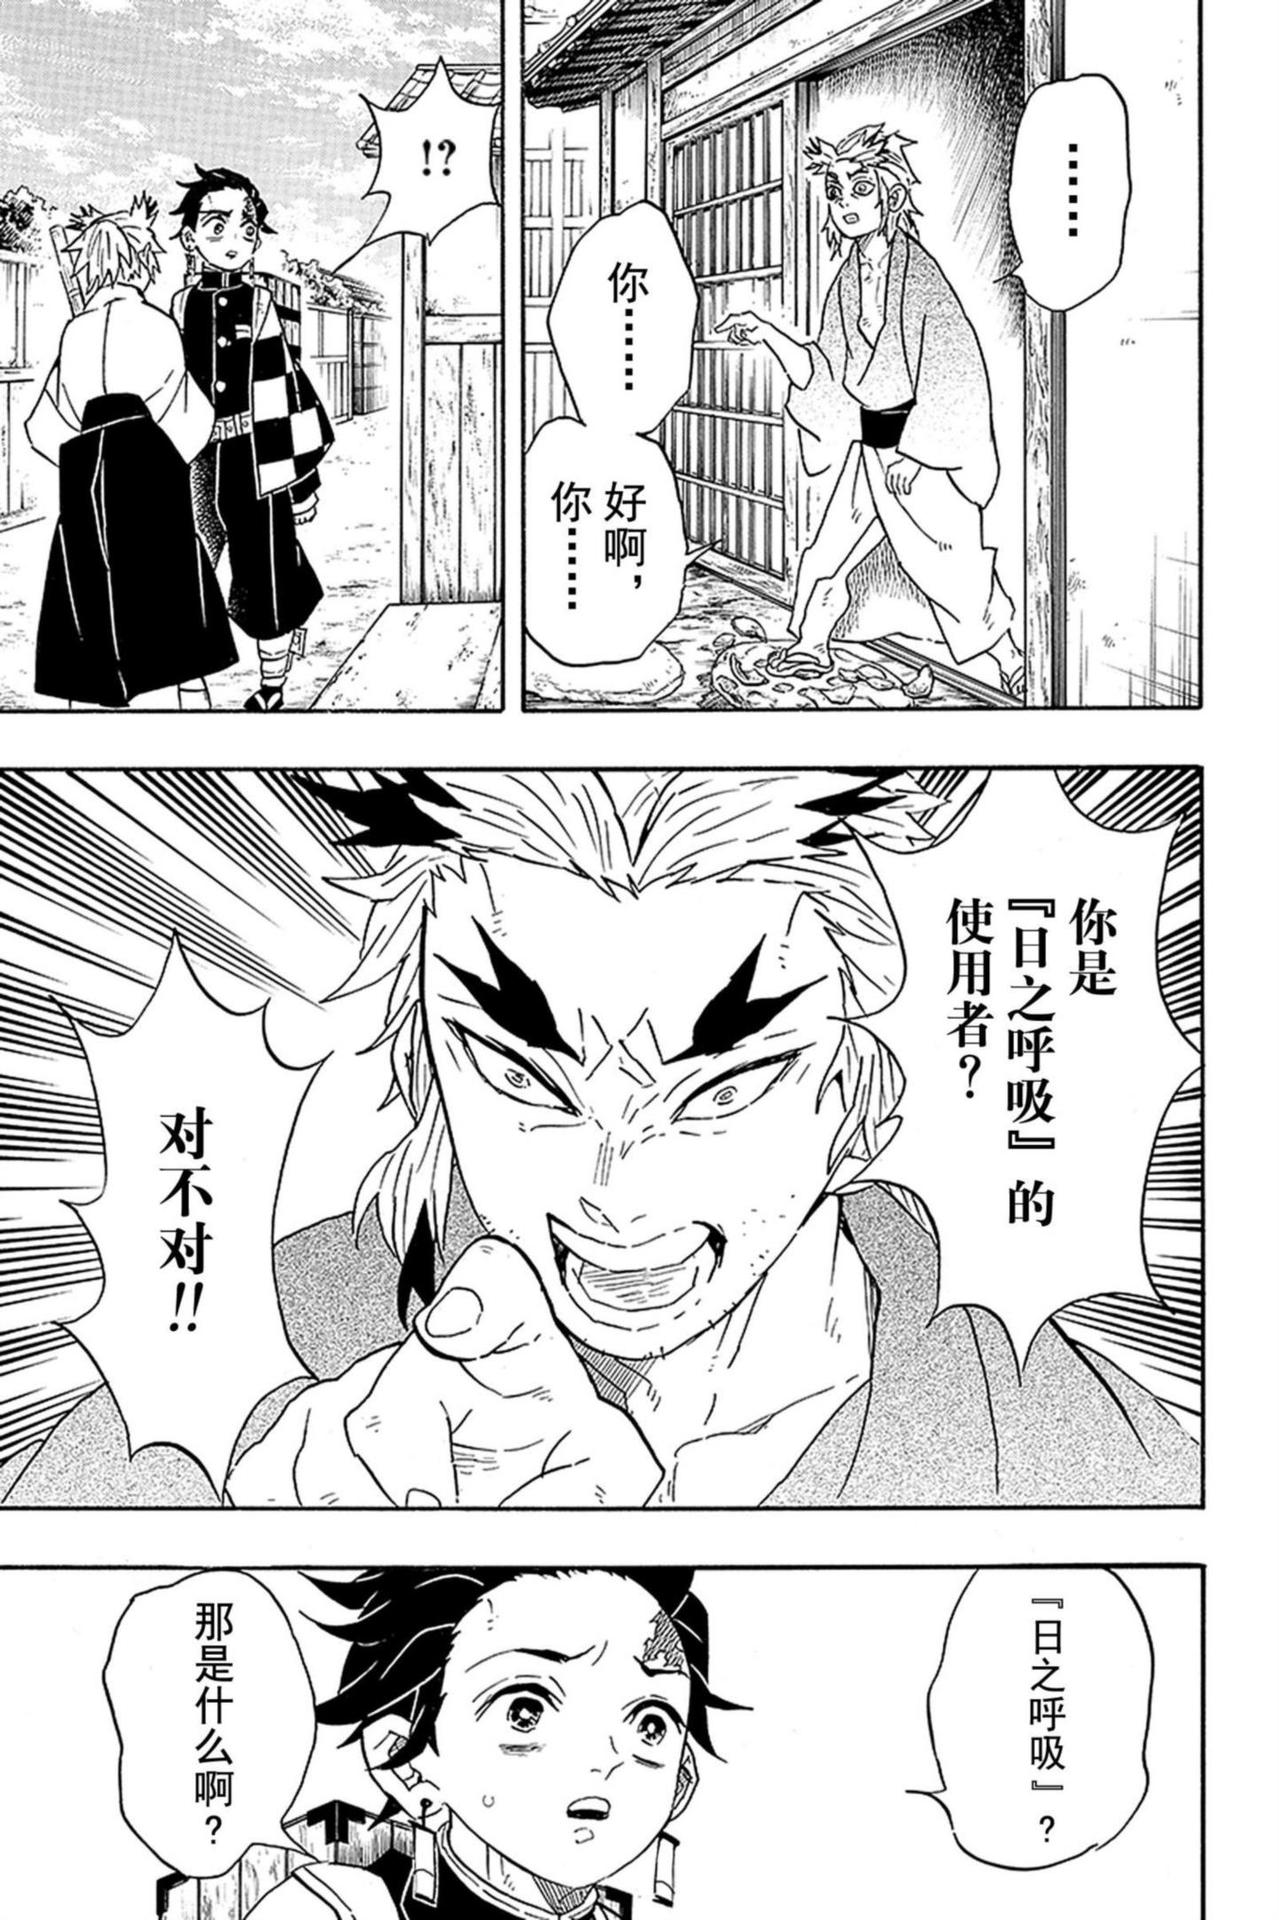 ……
你……
好啊，
你……
!?
你是
『日之呼吸』的
使用者？
对不对!!
『日之呼吸』？
那是什么啊？